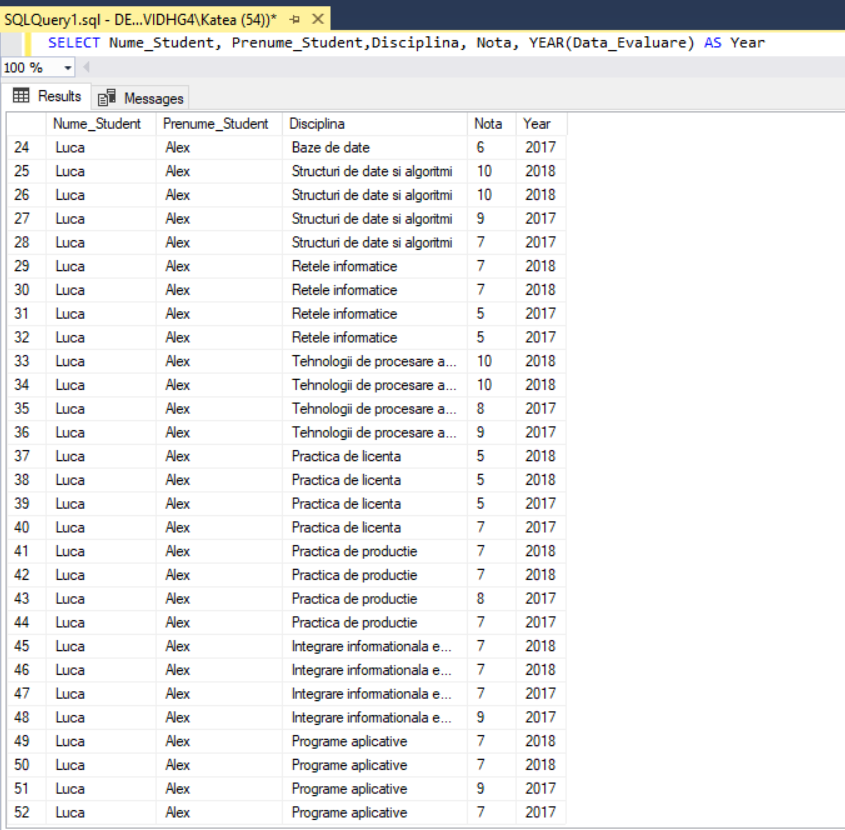 SQLQuery1.sql - DE...VIDHG4\Katea (54))*
SELECT Nume_Student, Prenume_Student,Disciplina, Nota, YEAR(Data_Evaluare) AS Year
100 %
Results Messages
Nume_Student Prenume_Student Disciplina Nota Year
24 Luca Alex Baze de date 6 2017
25 Luca Alex Structuri de date si algoritmi 10 2018
26 Luca Alex Structuri de date si algoritmi 10 2018
27 Luca Alex Structuri de date si algoritmi 9 2017
28 Luca Alex Structuri de date si algoritmi 7 2017
29 Luca Alex Retele informatice 7 2018
30 Luca Alex Retele informatice 7 2018
31 Luca Alex Retele informatice 5 2017
32 Luca Alex Retele informatice 5 2017
33 Luca Alex Tehnologii de procesare a... 10 2018
34 Luca Alex Tehnologii de procesare a... 10 2018
35 Luca Alex Tehnologii de procesare a... 8 2017
36 Luca Alex Tehnologii de procesare a... 9 2017
37 Luca Alex Practica de licenta 5 2018
38 Luca Alex Practica de licenta 5 2018
39 Luca Alex Practica de licenta 5 2017
40 Luca Alex Practica de licenta 7 2017
41 Luca Alex Practica de productie 7 2018
42 Luca Alex Practica de productie 7 2018
43 Luca Alex Practica de productie 8 2017
44 Luca Alex Practica de productie 7 2017
45 Luca Alex Integrare informationala e... 7 2018
46 Luca Alex Integrare informationala e... 7 2018
47 Luca Alex Integrare informationala e... 7 2017
48 Luca Alex Integrare informationala e... 9 2017
49 Luca Alex Programe aplicative 7 2018
50 Luca Alex Programe aplicative 7 2018
51 Luca Alex Programe aplicative 9 2017
52 Luca Alex Programe aplicative 7 2017